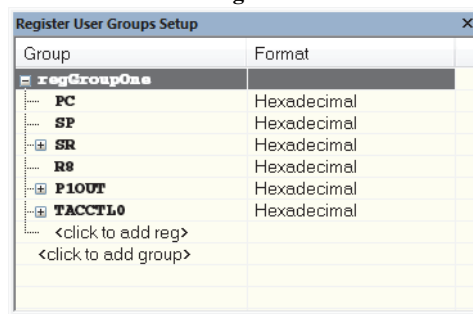 Register User Groups Setup ×
Group Format
regGroupOne
PC Hexadecimal
SP Hexadecimal
SR Hexadecimal
R8 Hexadecimal
P1OUT Hexadecimal
TACCTL0 Hexadecimal
<click to add reg>
<click to add group>